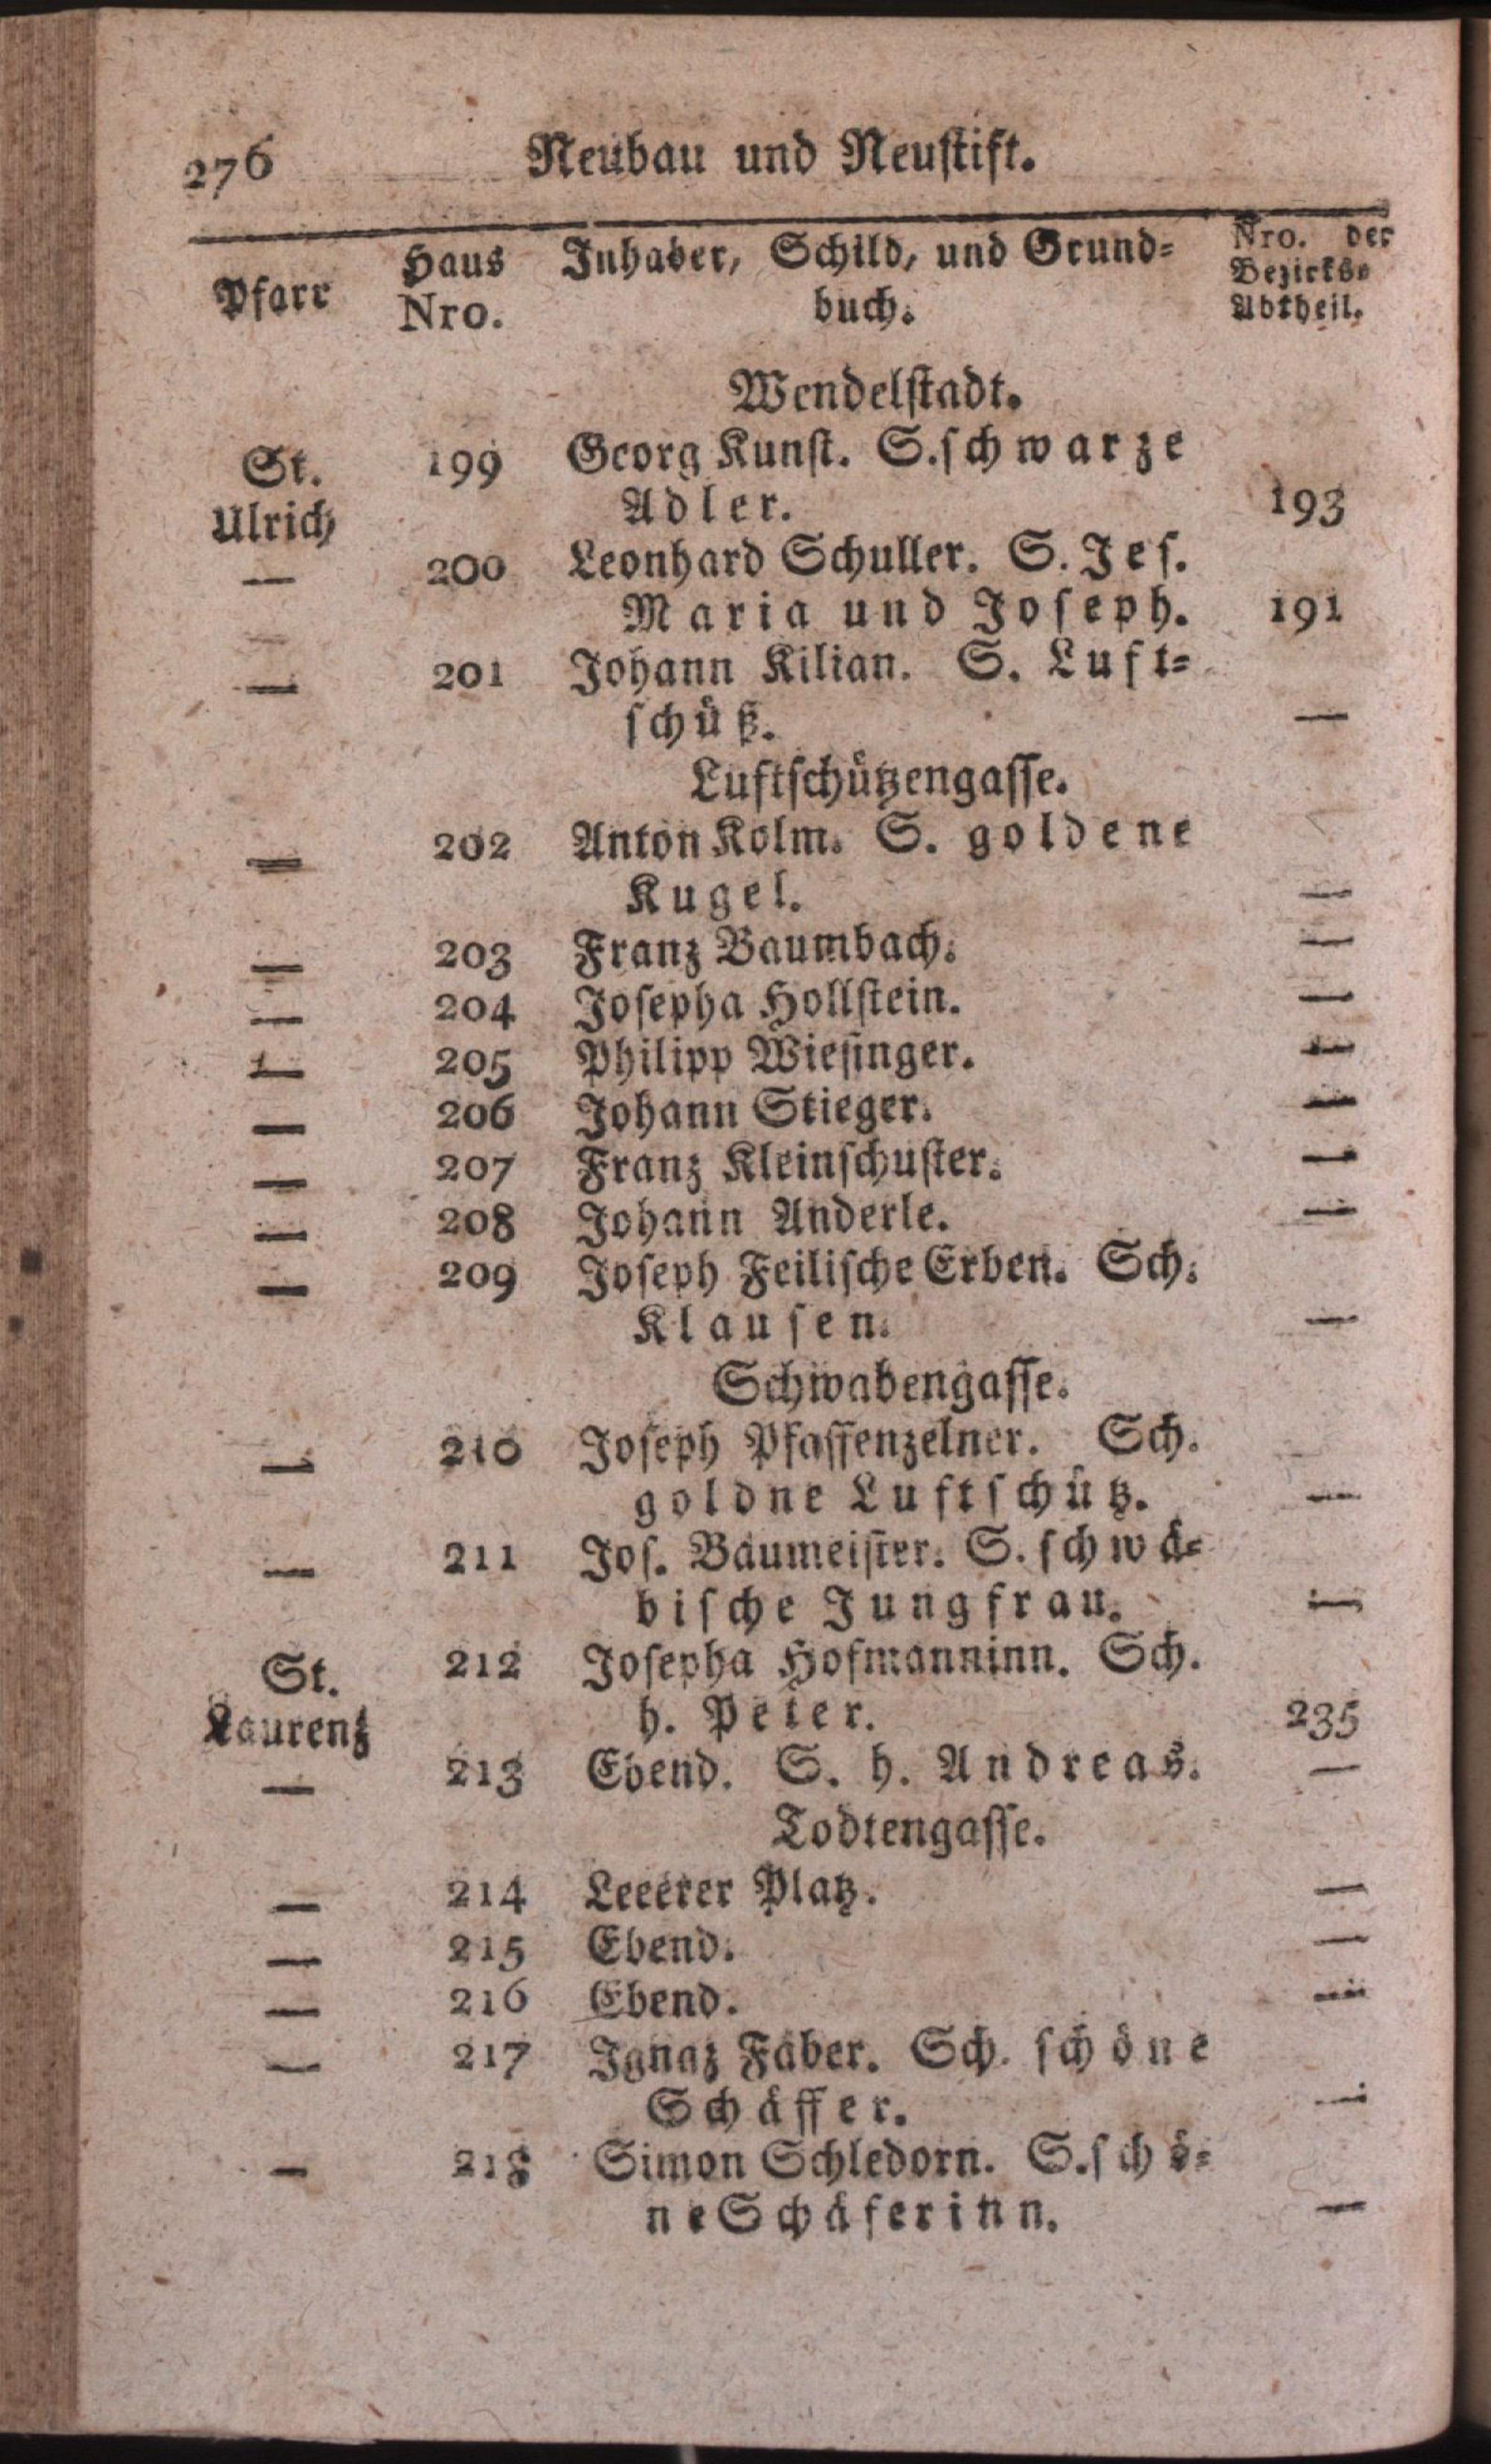 276 Neubau und Neustift.
Pfarr Haus Nro. Inhaber, Schild, und Grund=buch. Nro. der Bezirks=Abtheil.
Wendelstadt.
St. 199 Georg Kunst. S. schwarze
Ulrich Adler. 193
— 200 Leonhard Schuller. S. Jes.
Maria und Joseph. 191
— 201 Johann Kilian. S. Luft=
schüß. —
Luftschützengasse.
— 202 Anton Kolm. S. goldene
Kugel. —
— 203 Franz Baumbach. —
— 204 Josepha Hollstein. —
— 205 Philipp Wiesinger. —
— 206 Johann Stieger. —
— 207 Franz Kleinschuster. —
— 208 Johann Anderle. —
— 209 Joseph Feilische Erben. Sch.
Klausen. —
Schwabengasse.
— 210 Joseph Pfaffenzelner. Sch.
goldne Luftschütz. —
— 211 Jos. Baumeister. S. schwä=
bische Jungfrau. —
St. 212 Josepha Hofmanninn. Sch.
Laurenz h. Peter. 235
— 213 Ebend. S. h. Andreas. —
Todtengasse.
— 214 Leeerer Platz. —
— 215 Ebend. —
— 216 Ebend. —
— 217 Ignaz Faber. Sch. schöne
Schäffer. —
— 218 Simon Schledorn. S. schö=
ne Schäferinn. —